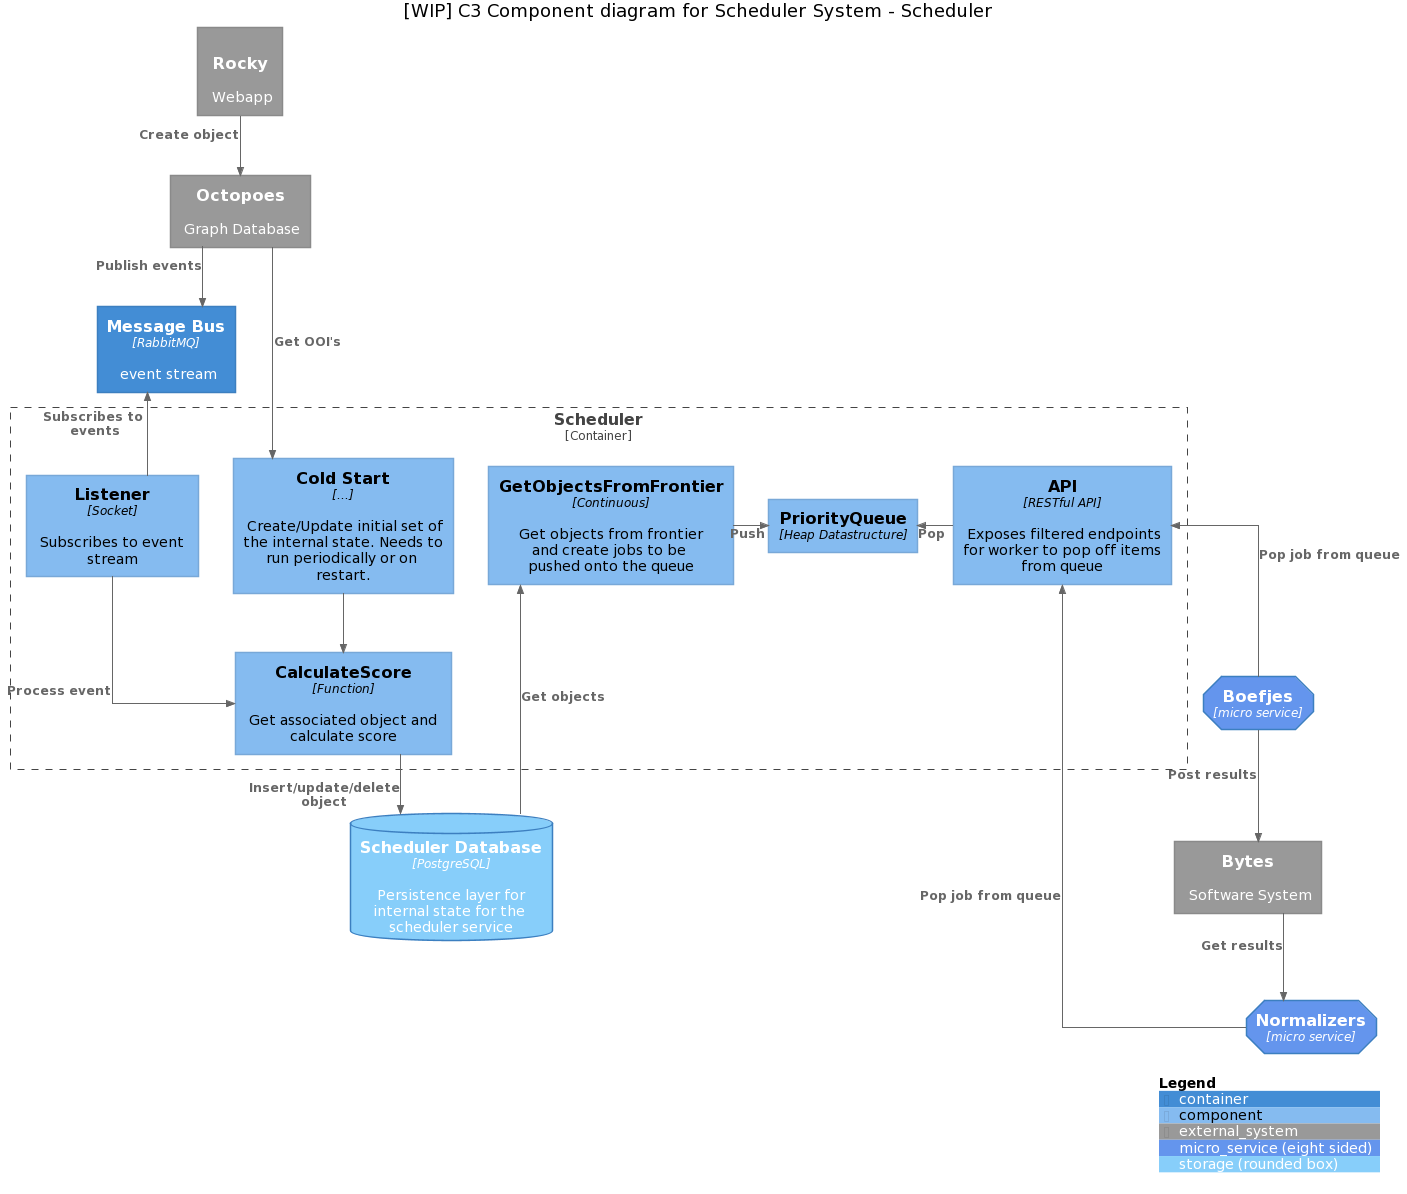 [WIP] C3 Component diagram for Scheduler System - Scheduler
Rocky
Webapp
Create object
Octopoes
Graph Database
Publish events
Get OOI's
Message Bus
[RabbitMQ]
event stream
Subscribes to
events
Scheduler
[Container]
Listener
[Socket]
Subscribes to event
stream
Cold Start
[...]
Create/Update initial set of
the internal state. Needs to
run periodically or on
restart.
GetObjectsFromFrontier
[Continuous]
Get objects from frontier
and create jobs to be
pushed onto the queue
Push
PriorityQueue
[Heap Datastructure]
Pop
API
[RESTful API]
Exposes filtered endpoints
for worker to pop off items
from queue
Pop job from queue
Process event
CalculateScore
[Function]
Get associated object and
calculate score
Get objects
Boefjes
[micro service]
Post results
Insert/update/delete
object
Scheduler Database
[PostgreSQL]
Persistence layer for
internal state for the
scheduler service
Pop job from queue
Bytes
Software System
Get results
Normalizers
[micro service]
Legend
container
component
external_system
micro_service (eight sided)
storage (rounded box)